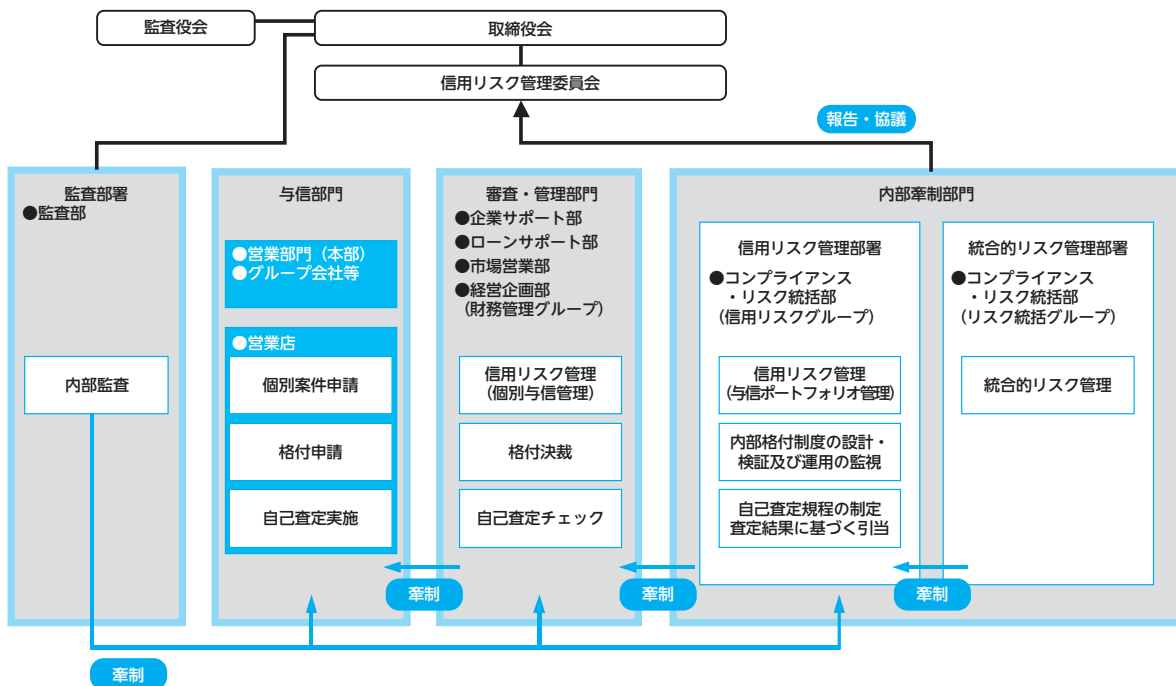 監査役会
取締役会
信用リスク管理委員会
報告・協議
監査部署
●監査部
内部監査
与信部門
●営業部門（本部）
●グループ会社等
●営業店
個別案件申請
格付申請
自己査定実施
審査・管理部門
●企業サポート部
●ローンサポート部
●市場営業部
●経営企画部
（財務管理グループ）
信用リスク管理
（個別与信管理）
格付決裁
自己査定チェック
内部牽制部門
信用リスク管理部署
●コンプライアンス
・リスク統括部
（信用リスクグループ）
信用リスク管理
（与信ポートフォリオ管理）
内部格付制度の設計・
検証及び運用の監視
自己査定規程の制定
査定結果に基づく引当
統合的リスク管理部署
●コンプライアンス
・リスク統括部
（リスク統括グループ）
統合的リスク管理
牽制
牽制
牽制
牽制